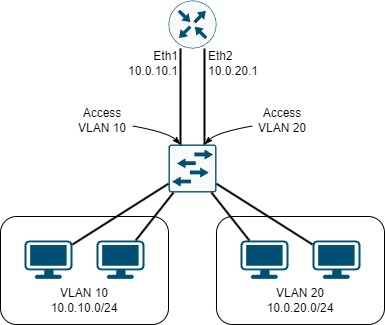 Eth1
10.0.10.1
Eth2
10.0.20.1
Access
VLAN 10
Access
VLAN 20
VLAN 10
10.0.10.0/24
VLAN 20
10.0.20.0/24